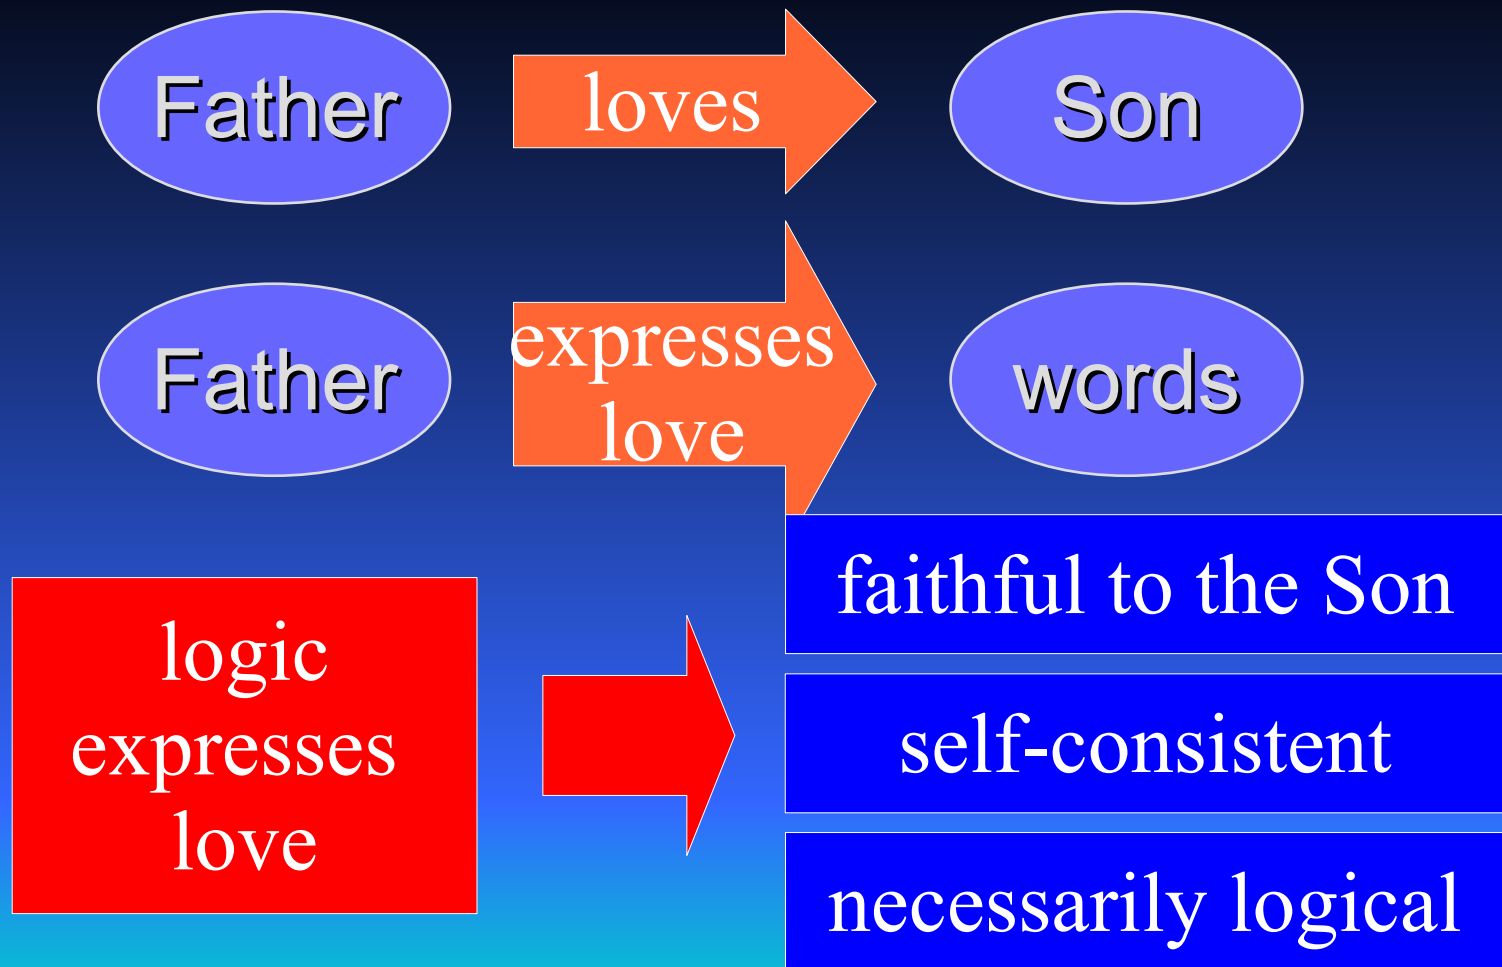 Father loves Son
Father expresses love words
faithful to the Son
logic
expresses
love
self-consistent
necessarily logical